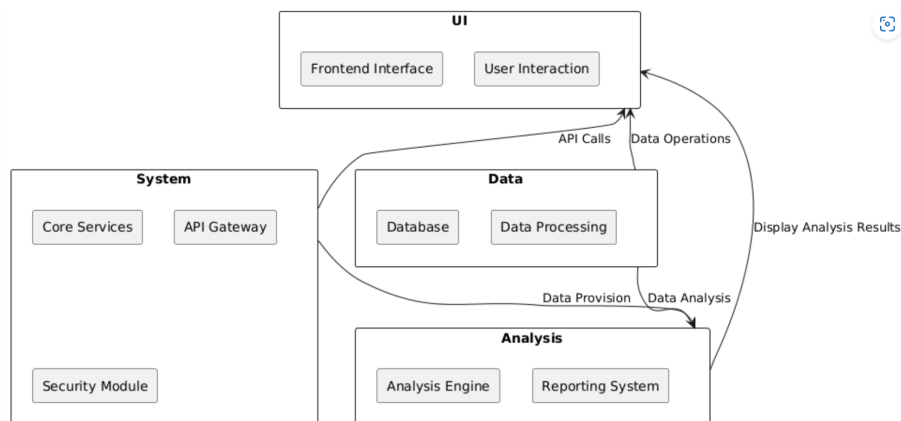 UI
Frontend Interface
User Interaction
API Calls
Data Operations
System
Data
Core Services
API Gateway
Database
Data Processing
Display Analysis Results
Data Provision
Data Analysis
Analysis
Security Module
Analysis Engine
Reporting System